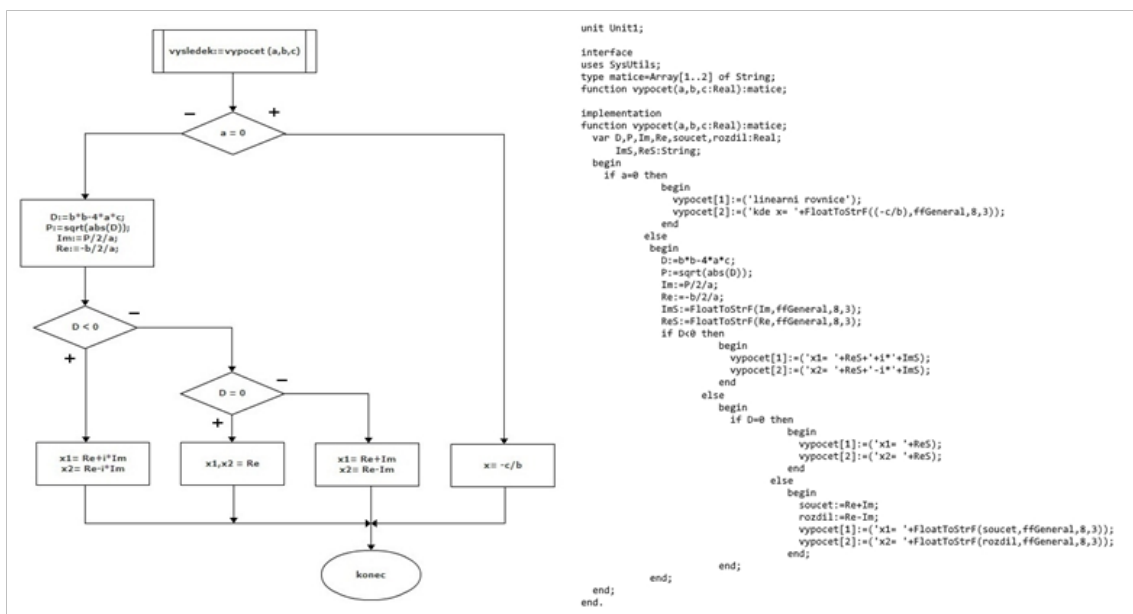 vysledek:=vypocet (a,b,c)
−
+
a = 0
D:=b*b-4*a*c;
P:=sqrt(abs(D));
Im:=P/2/a;
Re:=-b/2/a;
D < 0
−
+
D = 0
−
+
x1= Re+i*Im
x2= Re-i*Im
x1,x2 = Re
x1= Re+Im
x2= Re-Im
x= -c/b
konec
unit Unit1;
interface
uses SysUtils;
type matice=Array[1..2] of String;
function vypocet(a,b,c:Real):matice;
implementation
function vypocet(a,b,c:Real):matice;
var D,P,Im,Re,soucet,rozdil:Real;
ImS,ReS:String;
begin
if a=0 then
begin
vypocet[1]:=('linearni rovnice');
vypocet[2]:=('kde x= '+FloatToStrF((-c/b),ffGeneral,8,3));
end
else
begin
D:=b*b-4*a*c;
P:=sqrt(abs(D));
Im:=P/2/a;
Re:=-b/2/a;
ImS:=FloatToStrF(Im,ffGeneral,8,3);
ReS:=FloatToStrF(Re,ffGeneral,8,3);
if D<0 then
begin
vypocet[1]:=('x1= '+ReS+'+i*'+ImS);
vypocet[2]:=('x2= '+ReS+'-i*'+ImS);
end
else
begin
if D=0 then
begin
vypocet[1]:=('x1= '+ReS);
vypocet[2]:=('x2= '+ReS);
end
else
begin
soucet:=Re+Im;
rozdil:=Re-Im;
vypocet[1]:=('x1= '+FloatToStrF(soucet,ffGeneral,8,3));
vypocet[2]:=('x2= '+FloatToStrF(rozdil,ffGeneral,8,3));
end;
end;
end;
end;
end.